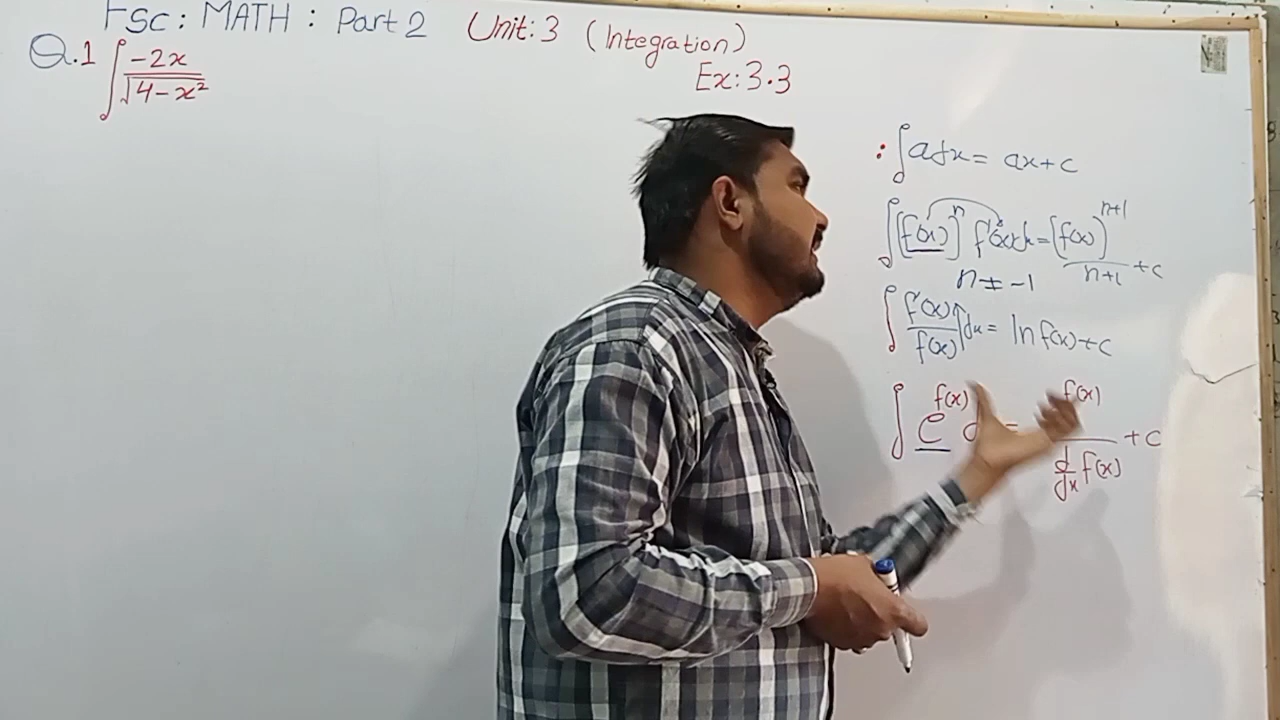 FSc: MATH: Part 2 Unit: 3 (Integration)
Ex: 3.3
Q.1 ∫ -2x / √(4-x²)
: ∫ a dx = ax + c
∫ [f(x)]ⁿ f'(x) dx = [f(x)]ⁿ⁺¹ / n+1 + c
n ≠ -1
∫ f'(x) / f(x) dx = ln f(x) + c
∫ e^f(x) d = f(x) / d/dx f(x) + c